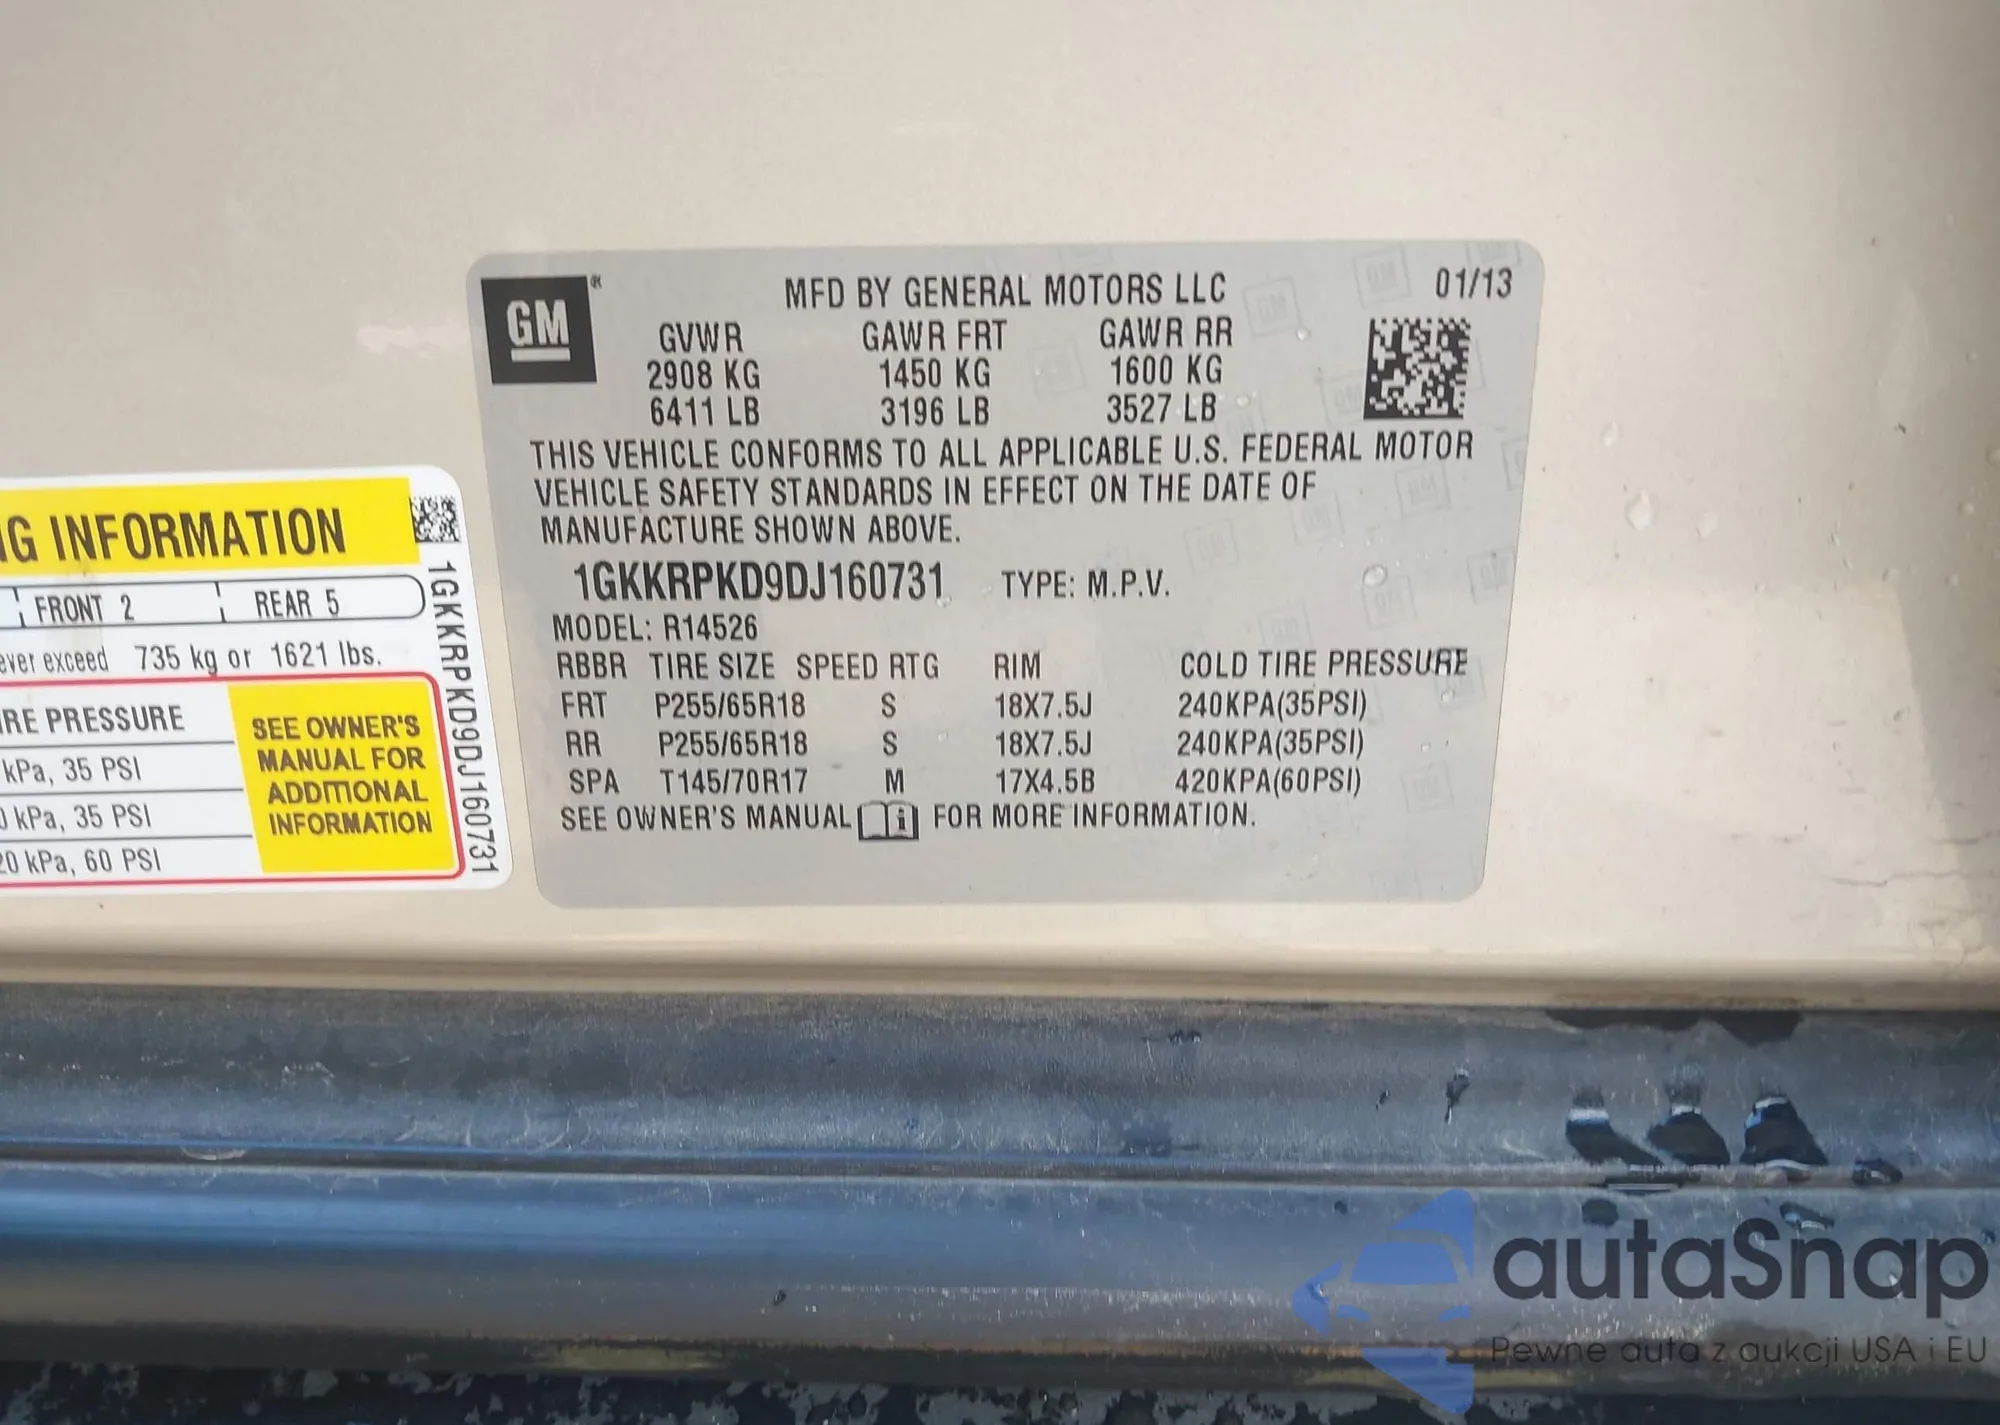 GM ®
MFD BY GENERAL MOTORS LLC 01/13
GVWR GAWR FRT GAWR RR
2908 KG 1450 KG 1600 KG
6411 LB 3196 LB 3527 LB
THIS VEHICLE CONFORMS TO ALL APPLICABLE U.S. FEDERAL MOTOR
VEHICLE SAFETY STANDARDS IN EFFECT ON THE DATE OF
MANUFACTURE SHOWN ABOVE.
1GKKRPKD9DJ160731 TYPE: M.P.V.
MODEL: R14526
RBBR TIRE SIZE SPEED RTG RIM COLD TIRE PRESSURE
FRT P255/65R18 S 18X7.5J 240KPA(35PSI)
RR P255/65R18 S 18X7.5J 240KPA(35PSI)
SPA T145/70R17 M 17X4.5B 420KPA(60PSI)
SEE OWNER'S MANUAL i FOR MORE INFORMATION.
NG INFORMATION
FRONT 2 REAR 5
ever exceed 735 kg or 1621 lbs.
IRE PRESSURE
kPa, 35 PSI
0 kPa, 35 PSI
20 kPa, 60 PSI
SEE OWNER'S
MANUAL FOR
ADDITIONAL
INFORMATION
1GKKRPKD9DJ160731
autaSnap
Pewne auta z aukcji USA i EU